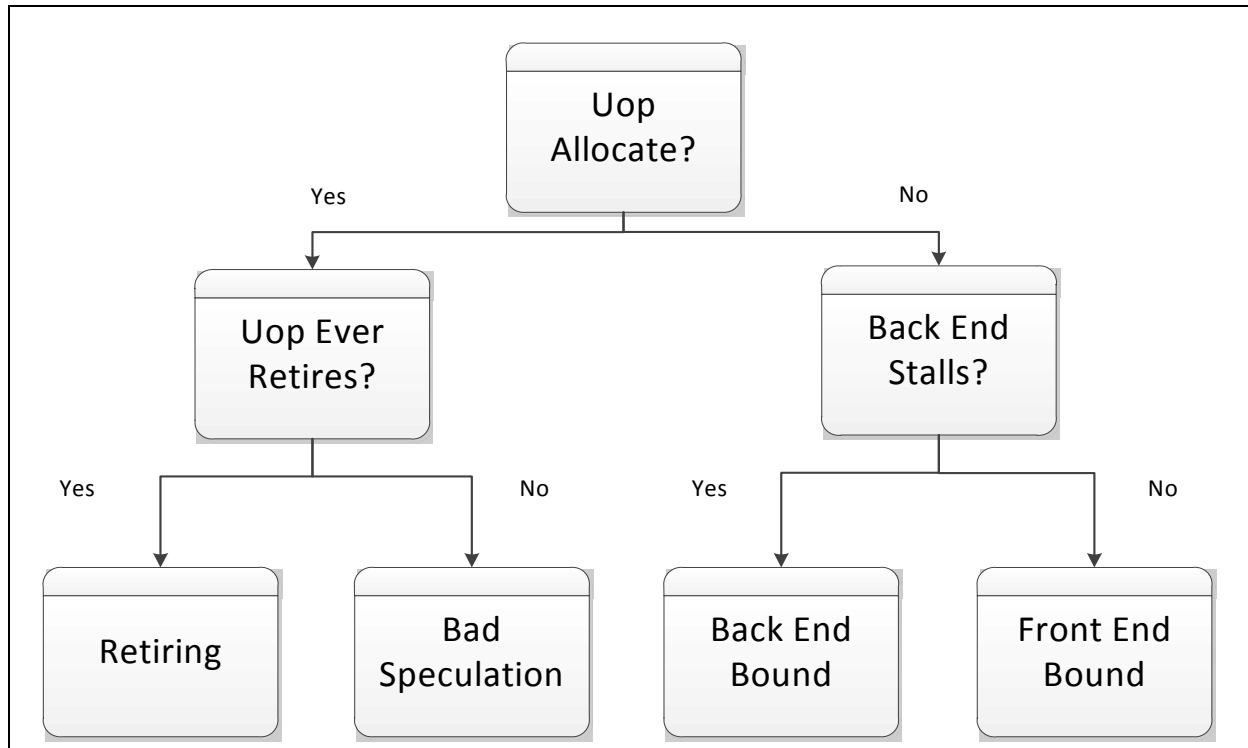 Uop
Allocate?
Yes
No
Uop Ever
Retires?
Back End
Stalls?
Yes
No
Yes
No
Retiring
Bad
Speculation
Back End
Bound
Front End
Bound